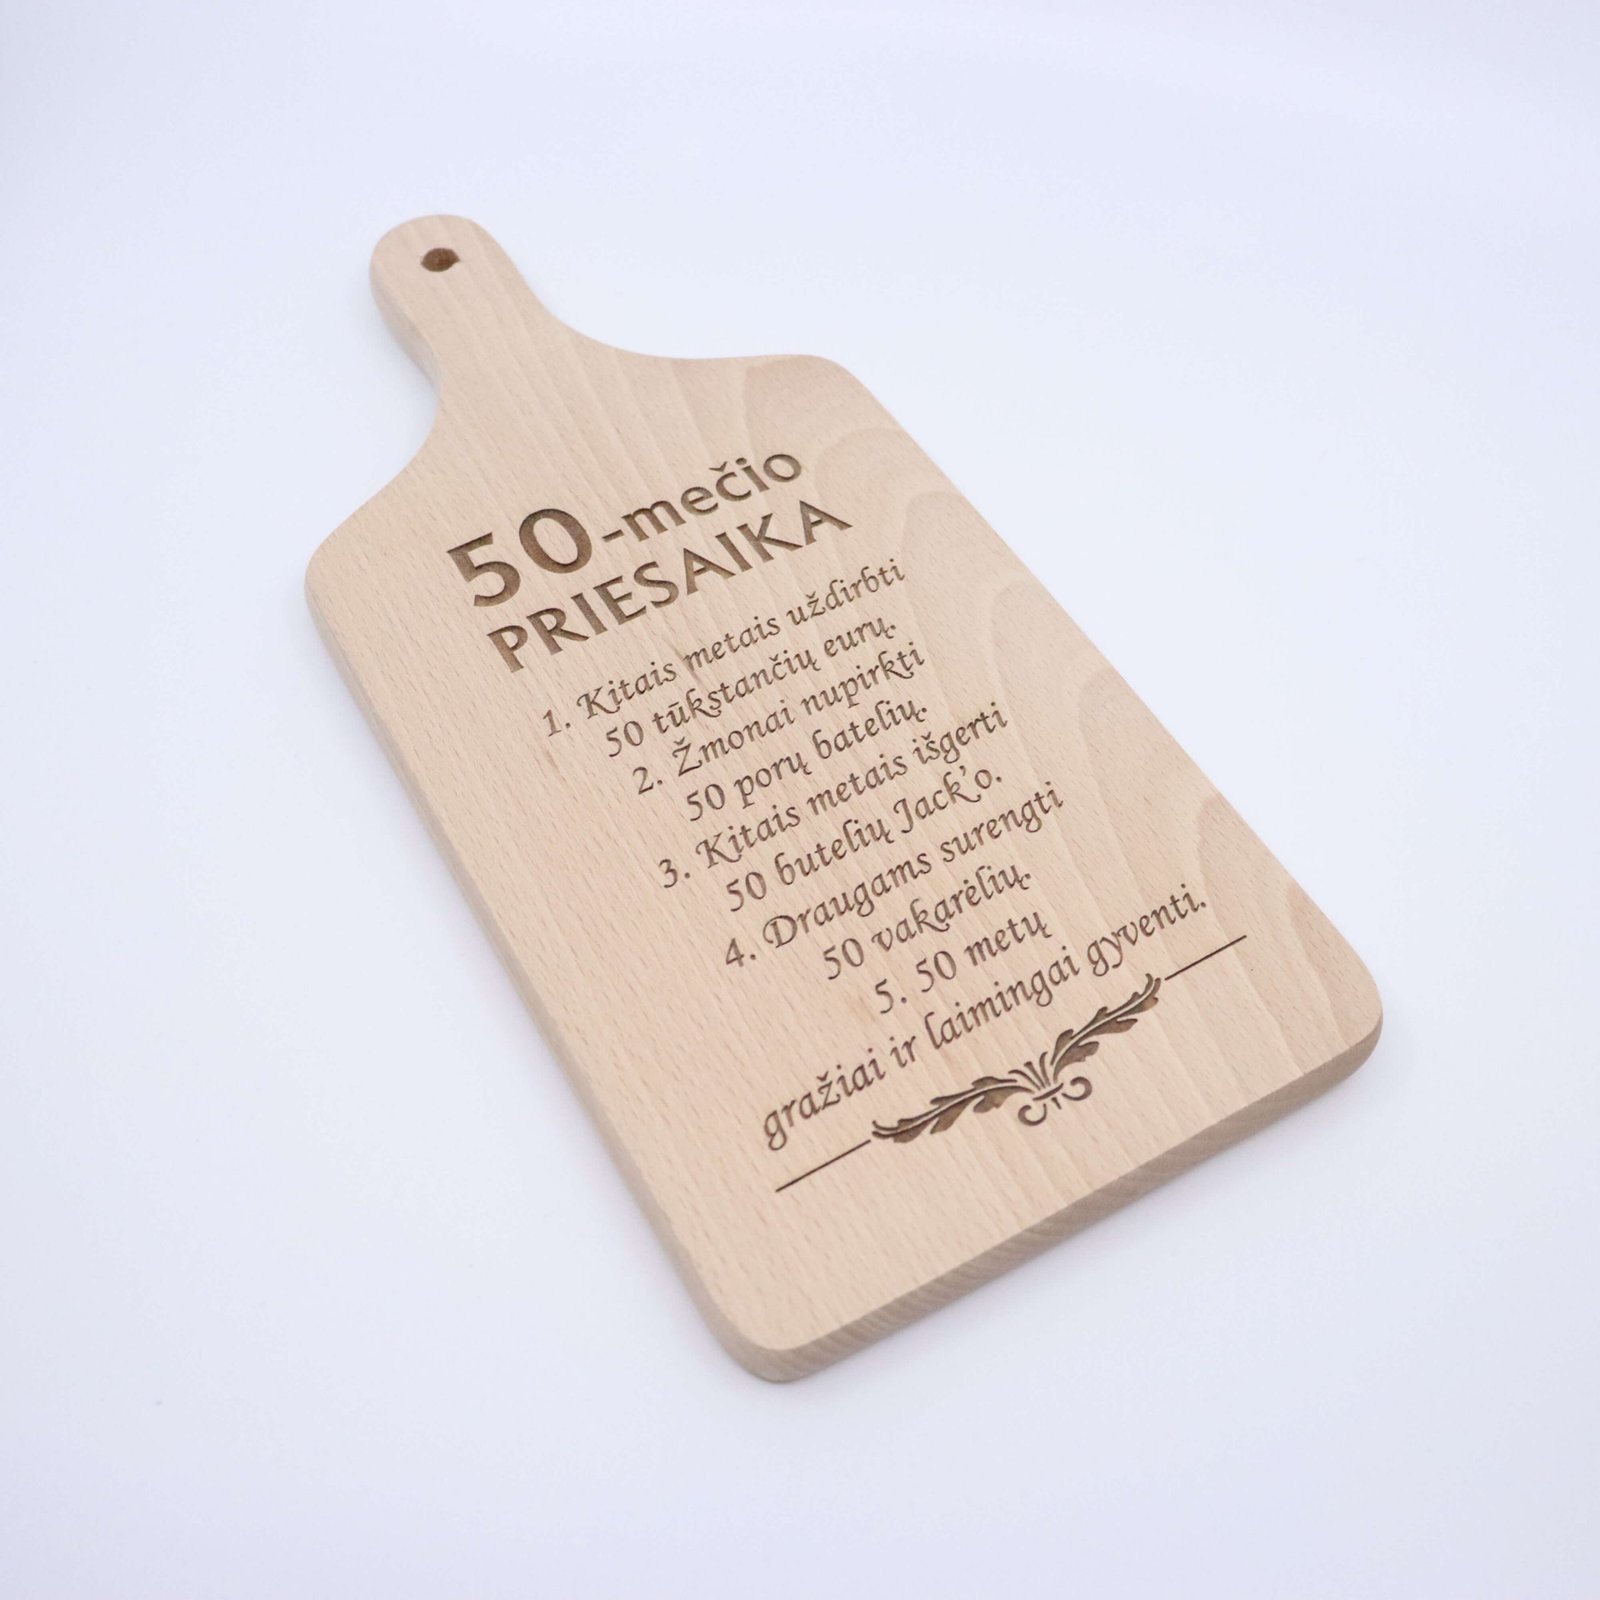 50-mečio
PRIESAIKA
1. Kitais metais uždirbti
50 tūkstančių eurų.
2. Žmonai nupirkti
50 porų batelių.
3. Kitais metais išgerti
50 butelių Jack'o.
4. Draugams surengti
50 vakarėlių.
5. 50 metų
gražiai ir laimingai gyventi.